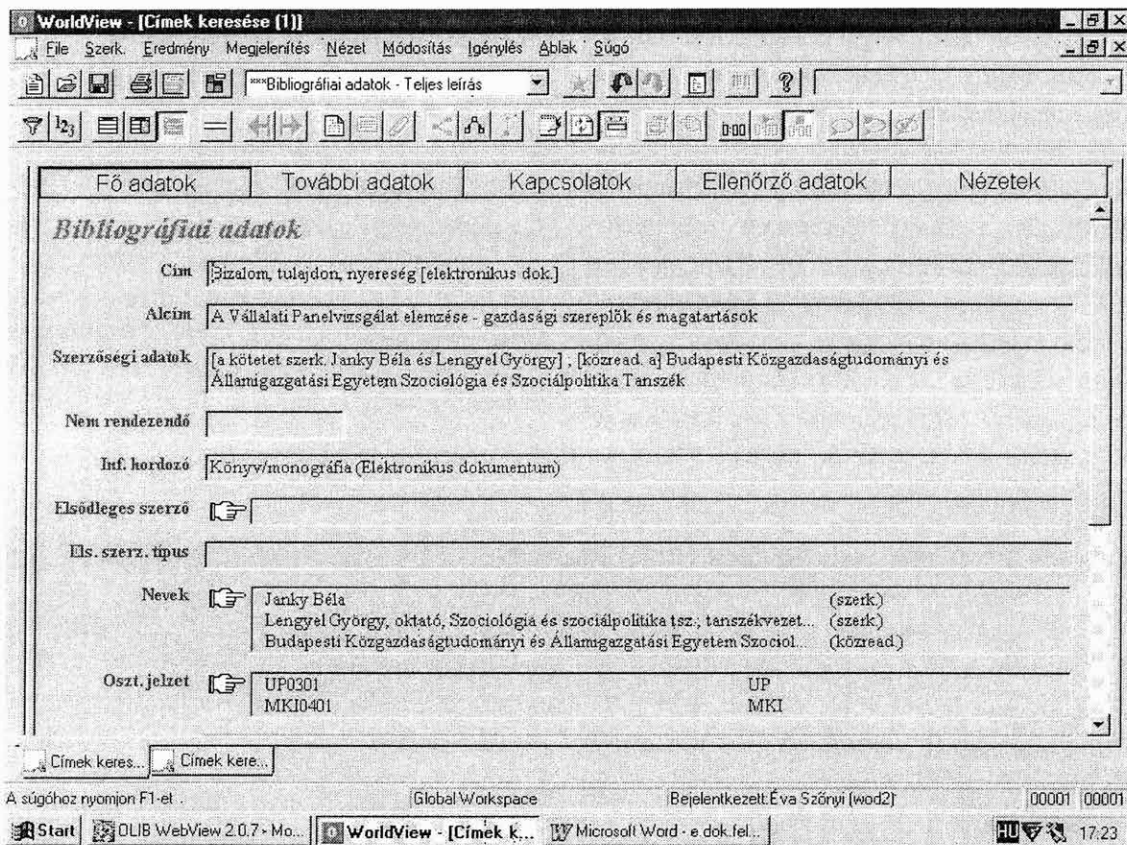 WorldView - [Címek keresése (1)]
File Szerk. Eredmény Megjelenítés Nézet Módosítás Igénylés Ablak Súgó
***Bibliográfiai adatok - Teljes leírás
Fő adatok További adatok Kapcsolatok Ellenőrző adatok Nézetek
Bibliográfiai adatok
Cím Bizalom, tulajdon, nyereség [elektronikus dok.]
Alcím A Vállalati Panelvizsgálat elemzése - gazdasági szereplők és magatartások
Szerzőségi adatok [a kötetet szerk. Janky Béla és Lengyel György] ; [közread. a] Budapesti Közgazdaságtudományi és
Államigazgatási Egyetem Szociológia és Szociálpolitika Tanszék
Nem rendezendő
Inf. hordozó Könyv/monográfia (Elektronikus dokumentum)
Elsődleges szerző
Els. szerz. típus
Nevek Janky Béla (szerk.)
Lengyel György, oktató, Szociológia és szociálpolitika tsz., tanszékvezet... (szerk.)
Budapesti Közgazdaságtudományi és Államigazgatási Egyetem Szociol... (közread.)
Oszt. jelzet UP0301 UP
MKI0401 MKI
Címek keres... Címek kere...
A súgóhoz nyomjon F1-et Global Workspace Bejelentkezett:Éva Szőnyi (wod2) 00001 00001
Start OLIB WebView 2.0.7 - Mo... WorldView - [Címek k... Microsoft Word - e.dok.fel... HU 17:23